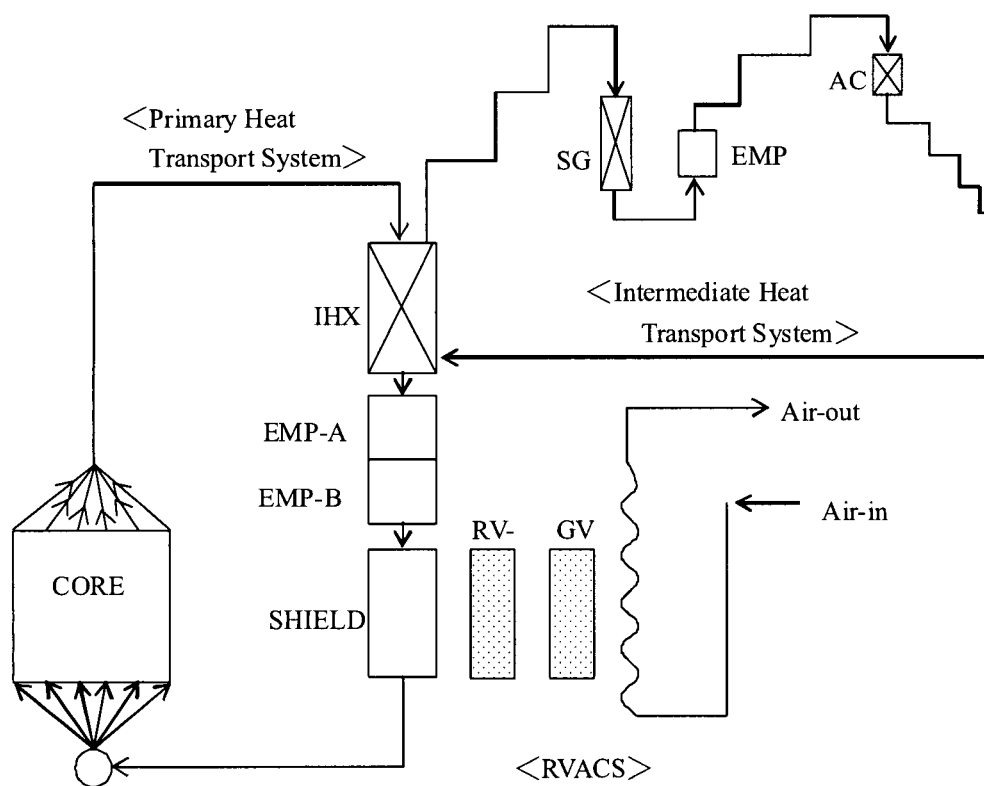 <Primary Heat
Transport System>
SG
EMP
AC
IHX
<Intermediate Heat
Transport System>
EMP-A
EMP-B
Air-out
Air-in
RV-
GV
CORE
SHIELD
<RVACS>